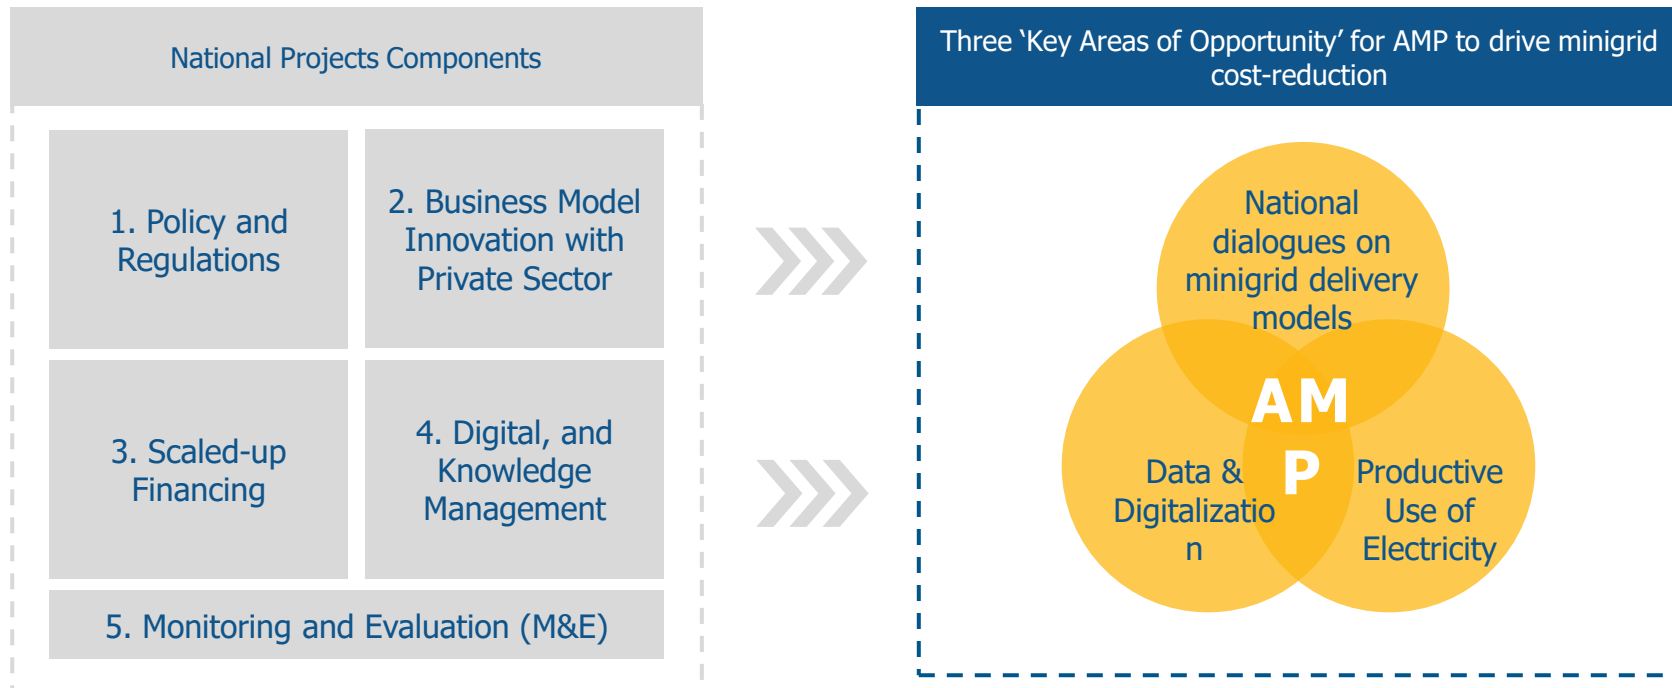 National Projects Components
1. Policy and
Regulations
2. Business Model
Innovation with
Private Sector
3. Scaled-up
Financing
4. Digital, and
Knowledge
Management
5. Monitoring and Evaluation (M&E)
Three ‘Key Areas of Opportunity’ for AMP to drive minigrid
cost-reduction
National
dialogues on
minigrid delivery
models
AM
P
Data &
Digitalizatio
n
Productive
Use of
Electricity